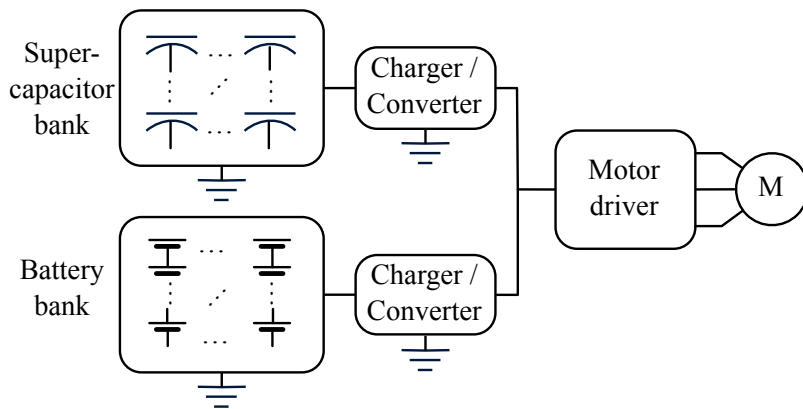 Super-
capacitor
bank
Charger /
Converter
Motor
driver
M
Battery
bank
Charger /
Converter